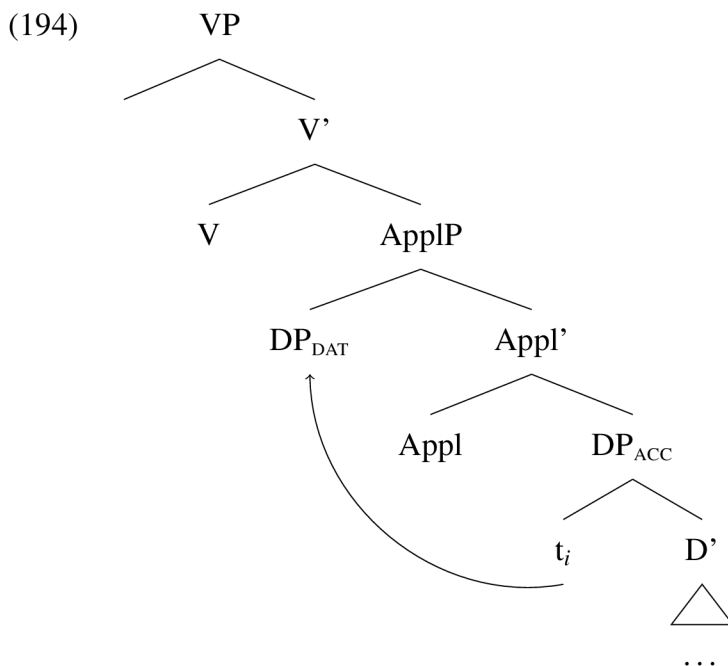 (194) VP
V’
V ApplP
DP_DAT Appl’
Appl DP_ACC
t_i D’
...